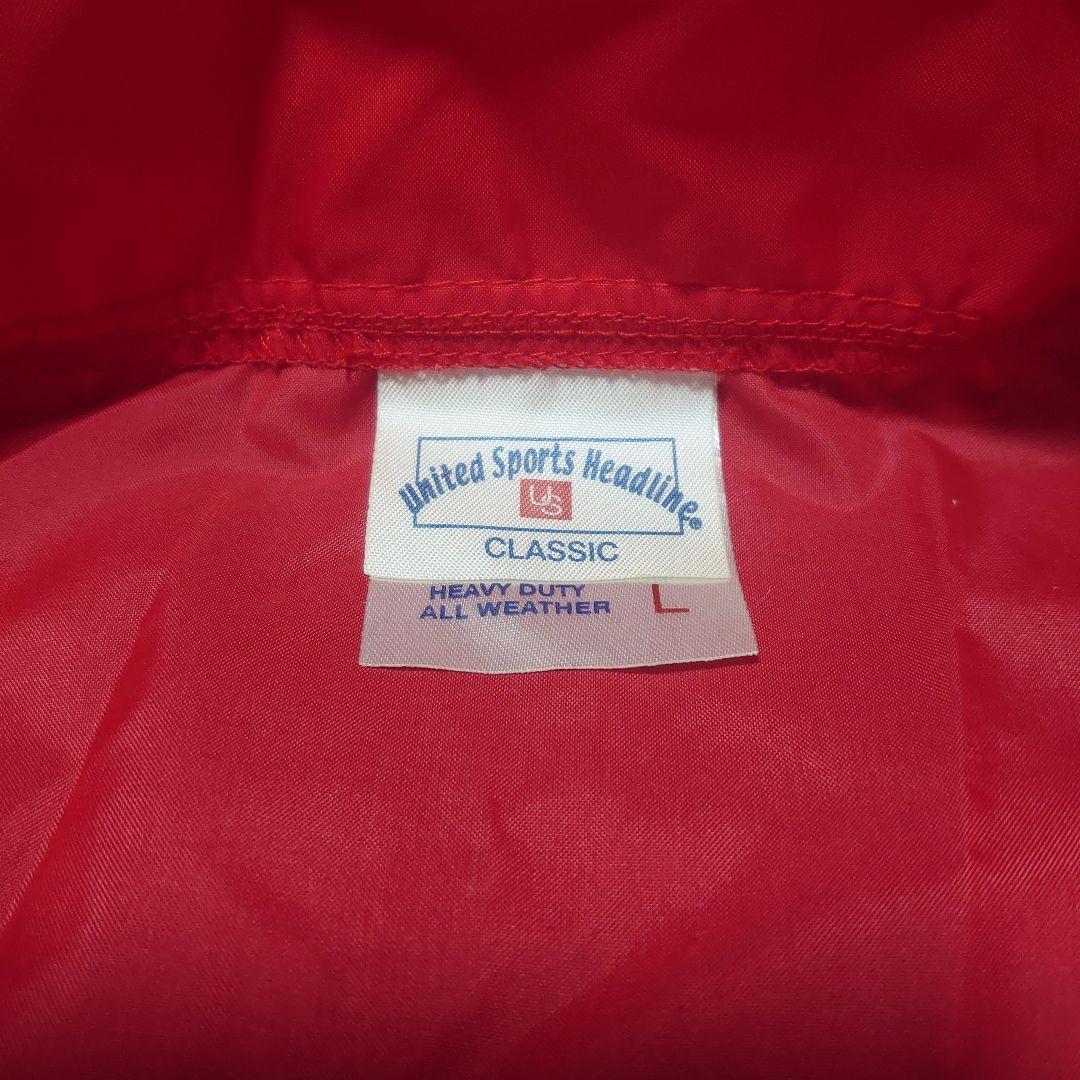 United Sports Headline®
US
CLASSIC
HEAVY DUTY
ALL WEATHER L